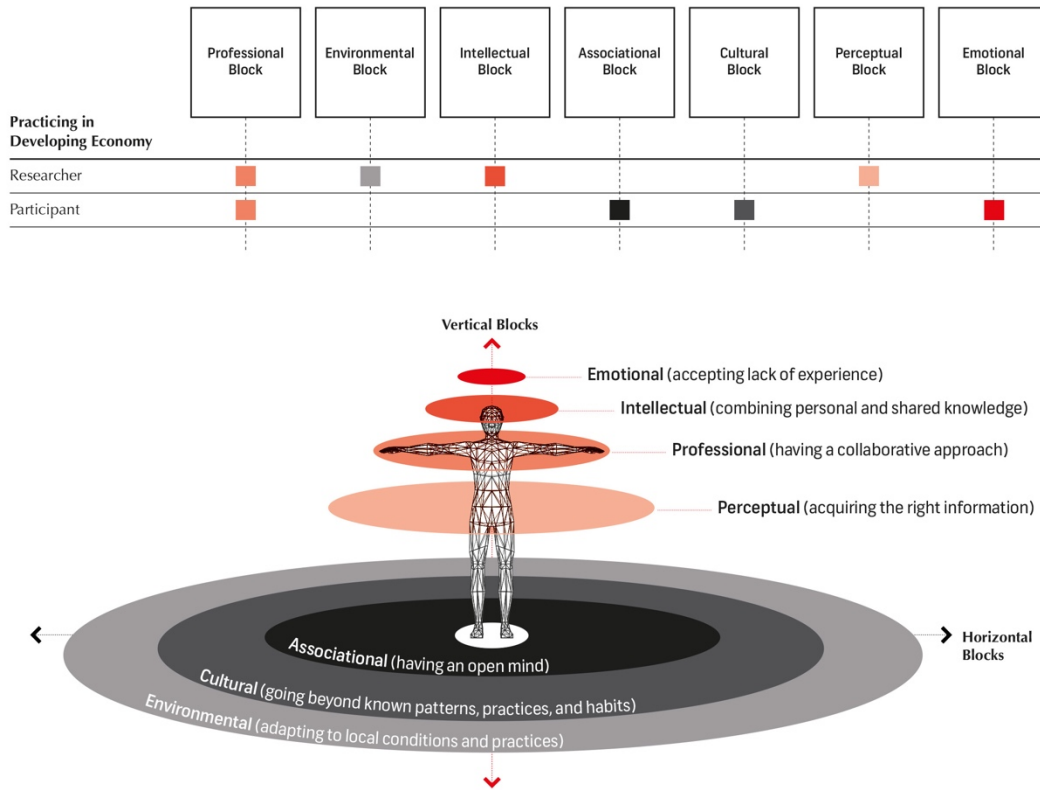 Professional
Block
Environmental
Block
Intellectual
Block
Associational
Block
Cultural
Block
Perceptual
Block
Emotional
Block
Practicing in
Developing Economy
Researcher
Participant
Vertical Blocks
Emotional (accepting lack of experience)
Intellectual (combining personal and shared knowledge)
Professional (having a collaborative approach)
Perceptual (acquiring the right information)
Horizontal
Blocks
Associational (having an open mind)
Cultural (going beyond known patterns, practices, and habits)
Environmental (adapting to local conditions and practices)